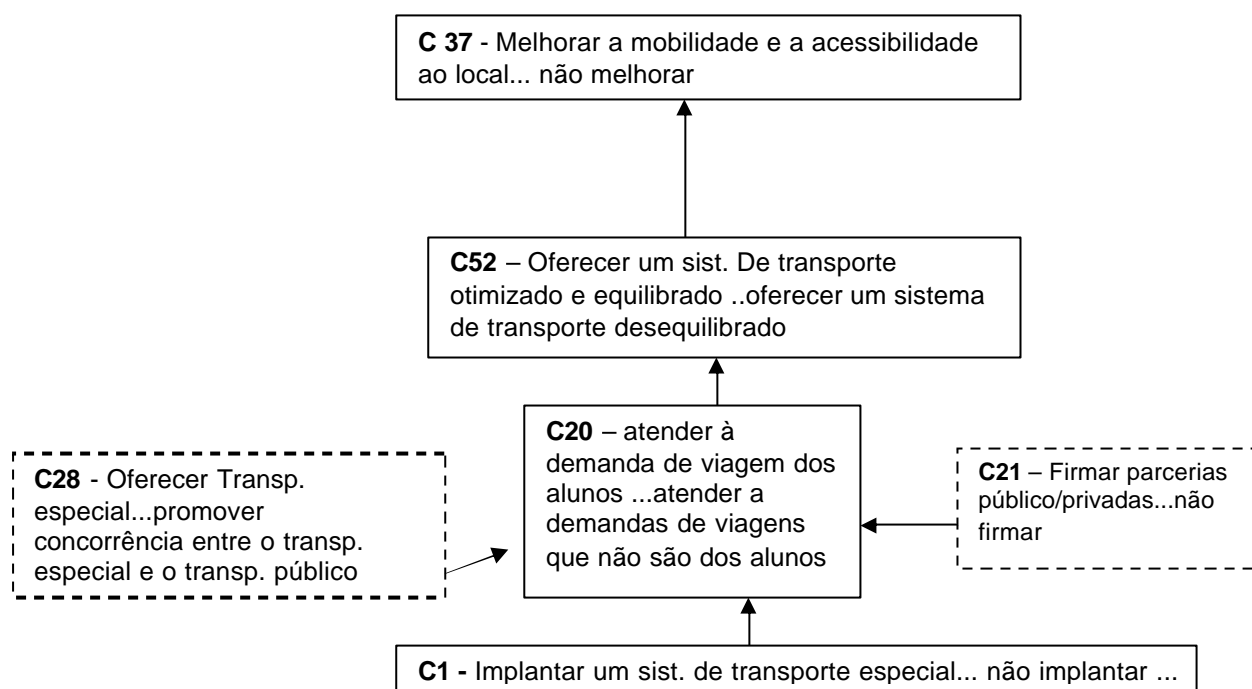 C 37 - Melhorar a mobilidade e a acessibilidade
ao local... não melhorar
C52 – Oferecer um sist. De transporte
otimizado e equilibrado ..oferecer um sistema
de transporte desequilibrado
C20 – atender à
demanda de viagem dos
alunos ...atender a
demandas de viagens
que não são dos alunos
C28 - Oferecer Transp.
especial...promover
concorrência entre o transp.
especial e o transp. público
C21 – Firmar parcerias
público/privadas...não
firmar
C1 - Implantar um sist. de transporte especial... não implantar ...